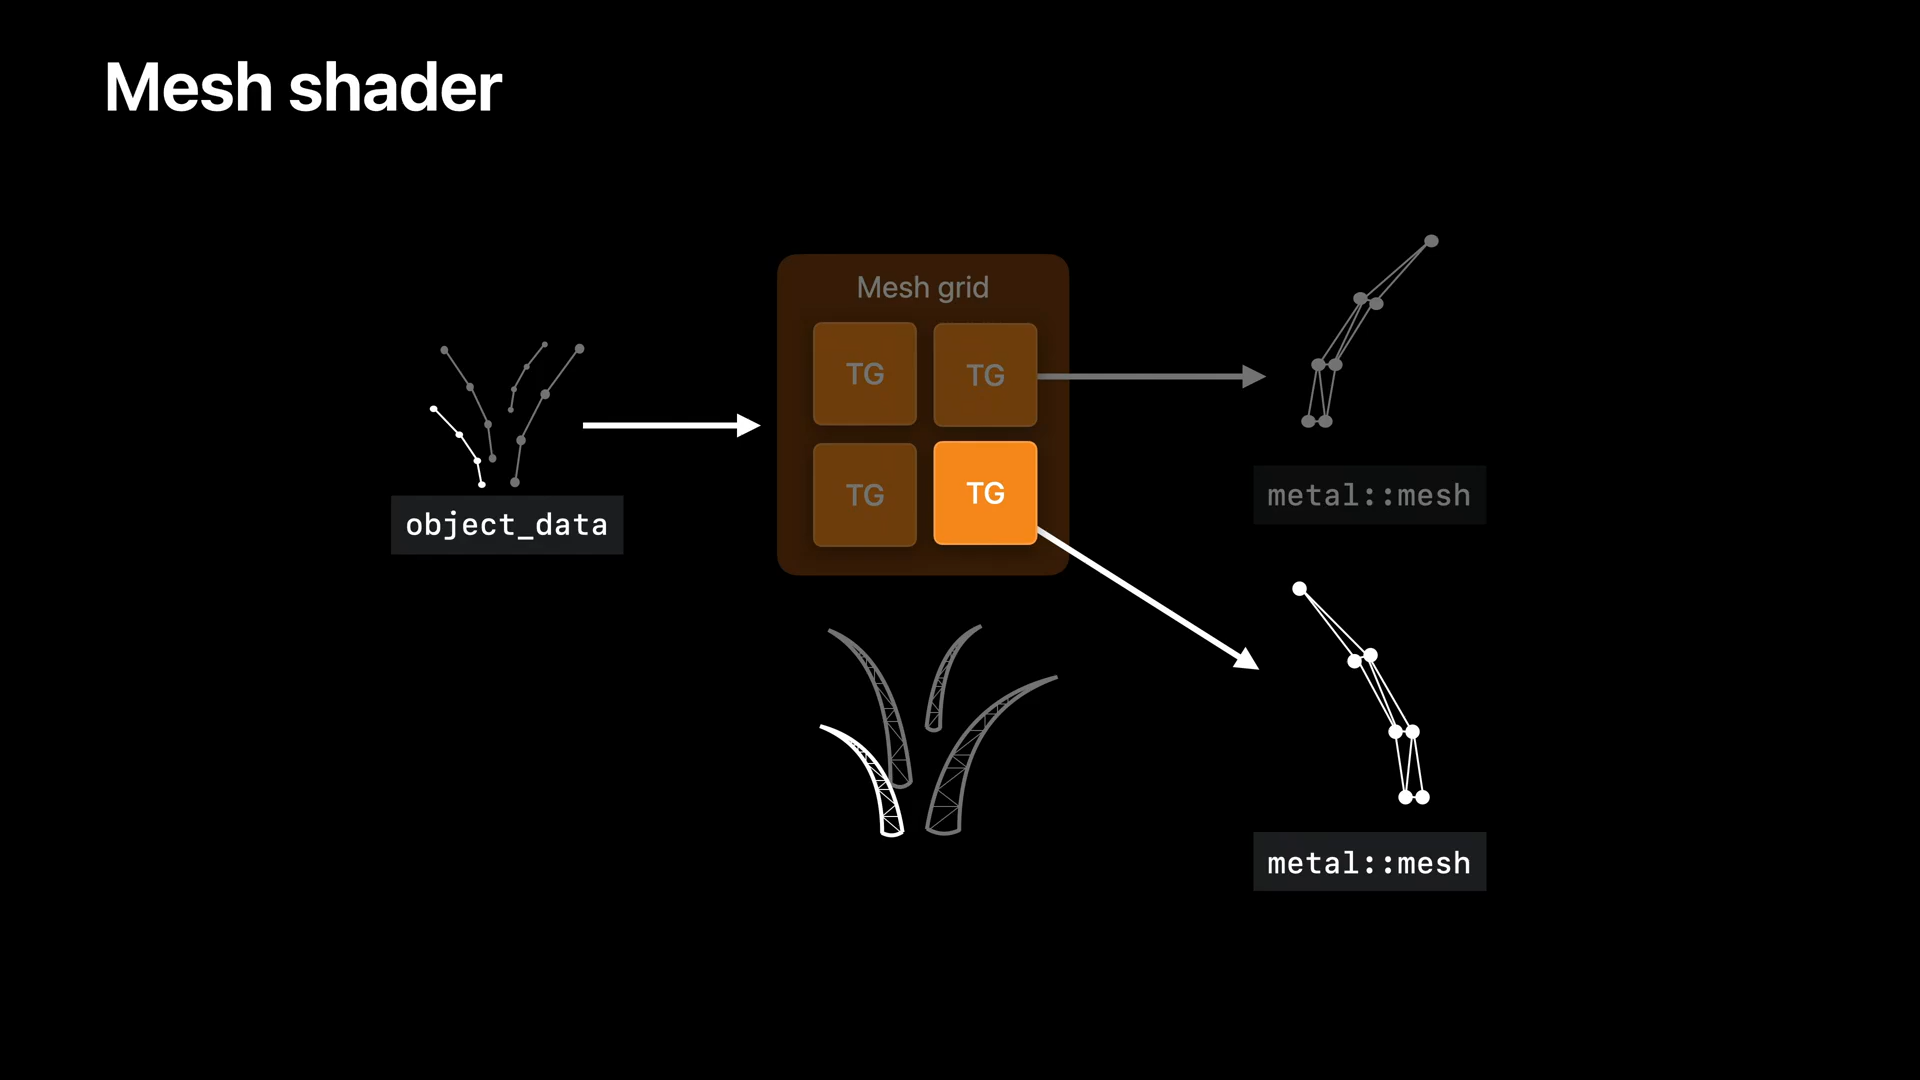 Mesh shader
Mesh grid
TG
TG
TG
TG
object_data
metal::mesh
metal::mesh